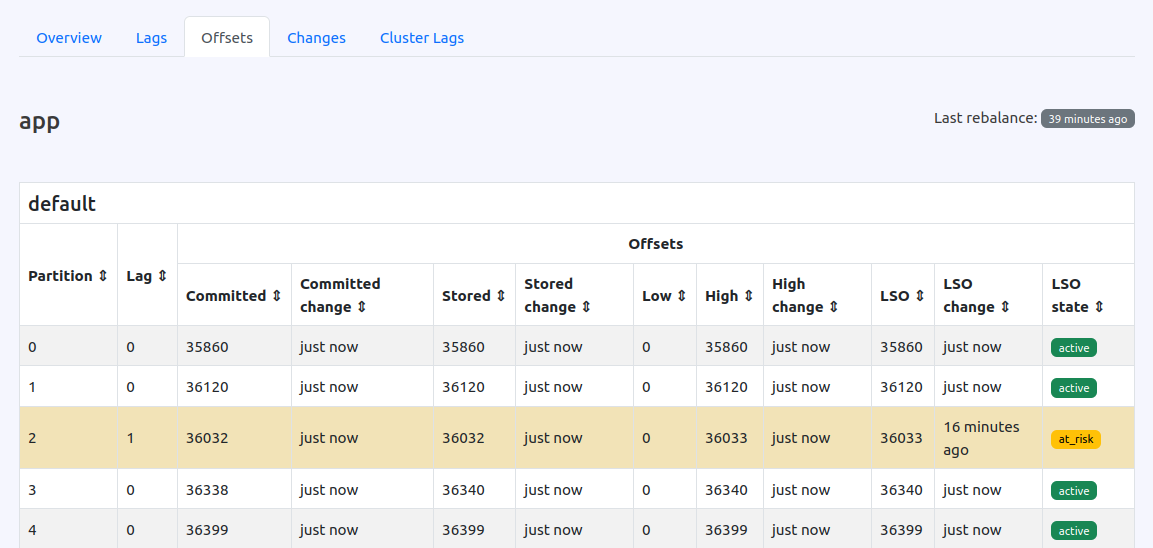 Overview Lags Offsets Changes Cluster Lags
app
Last rebalance: 39 minutes ago
default
Partition ⇕ Lag ⇕ Offsets
Committed ⇕ Committed change ⇕ Stored ⇕ Stored change ⇕ Low ⇕ High ⇕ High change ⇕ LSO ⇕ LSO change ⇕ LSO state ⇕
0 0 35860 just now 35860 just now 0 35860 just now 35860 just now active
1 0 36120 just now 36120 just now 0 36120 just now 36120 just now active
2 1 36032 just now 36032 just now 0 36033 just now 36033 16 minutes ago at_risk
3 0 36338 just now 36340 just now 0 36340 just now 36340 just now active
4 0 36399 just now 36399 just now 0 36399 just now 36399 just now active